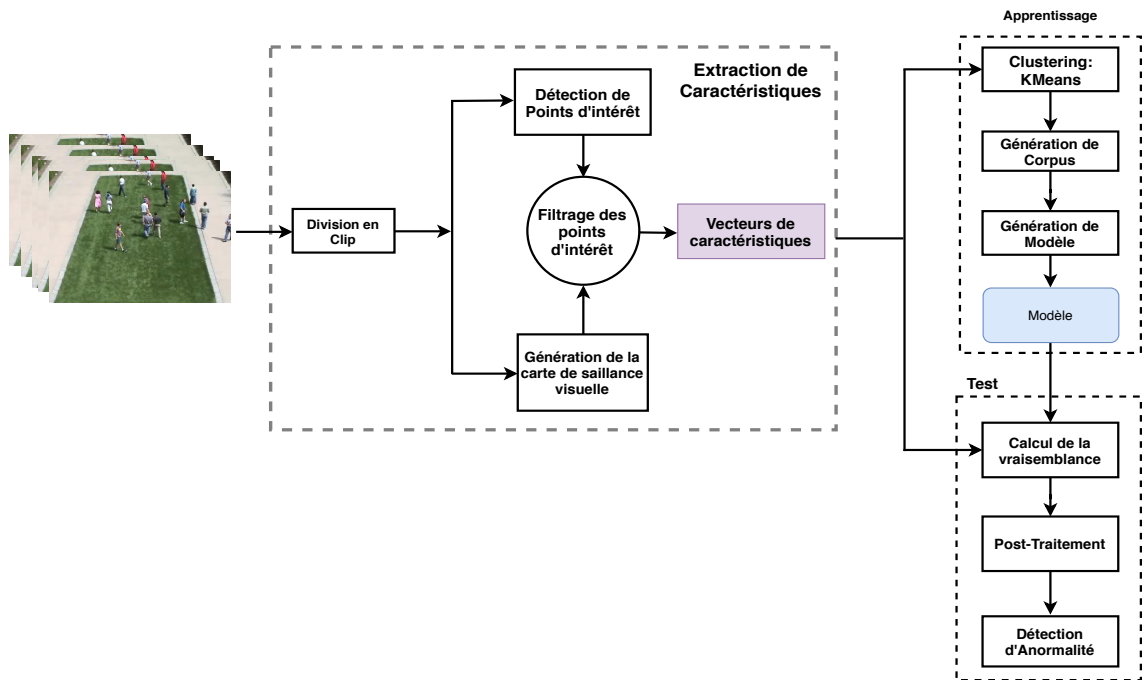 Apprentissage
Extraction de
Caractéristiques
Division en
Clip
Détection de
Points d'intérêt
Filtrage des
points
d'intérêt
Génération de la
carte de saillance
visuelle
Vecteurs de
caractéristiques
Clustering:
KMeans
Génération de
Corpus
Génération de
Modèle
Modèle
Test
Calcul de la
vraisemblance
Post-Traitement
Détection
d'Anormalité